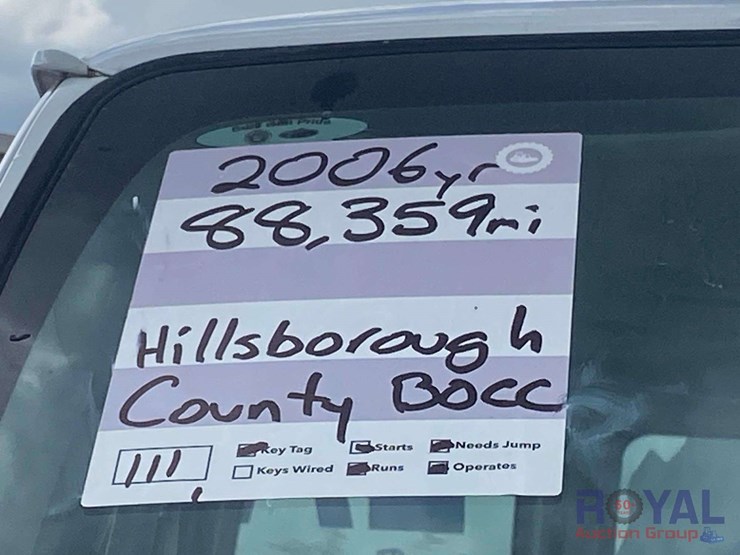 2006yr
88,359mi
Hillsborough
County BOCC
111
Key Tag Starts Needs Jump
Keys Wired Runs Operates
ROYAL
Auction Group